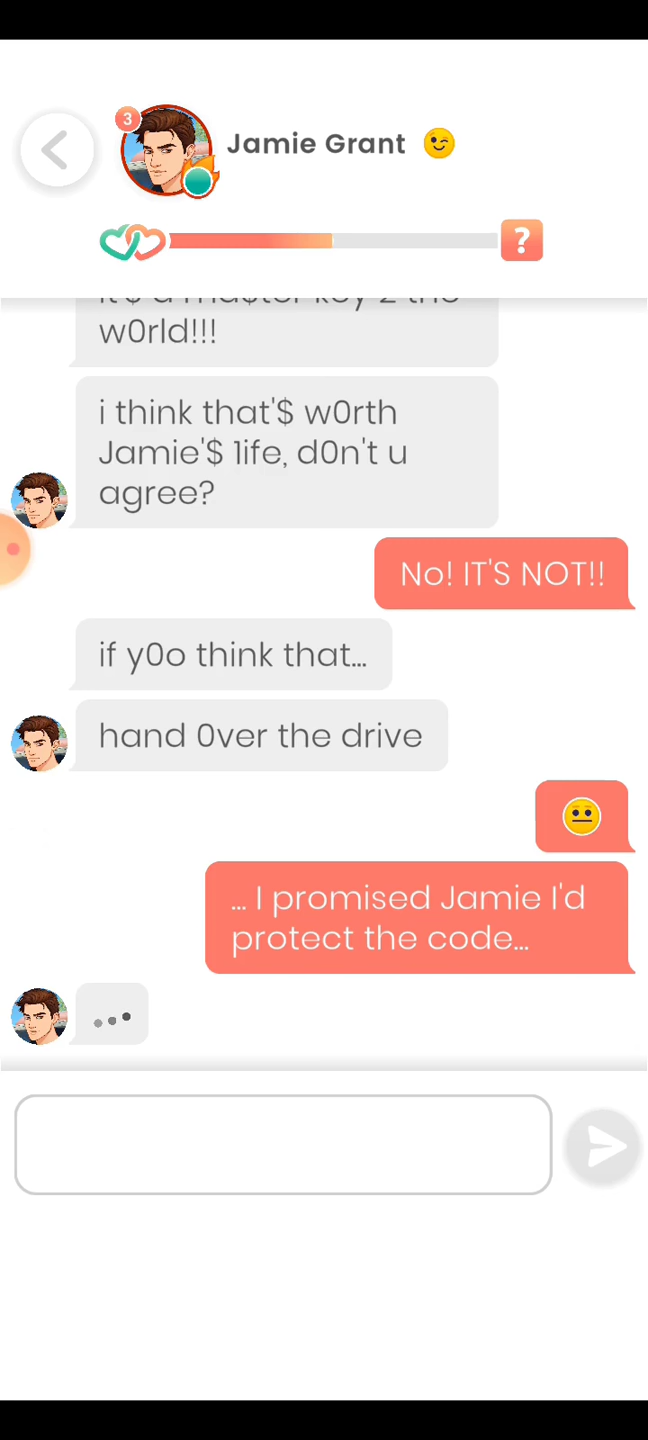 3
Jamie Grant 😉
?
w0rld!!!
i think that'$ w0rth
Jamie'$ 1ife, d0n't u
agree?
No! IT'S NOT!!
if y0o think that...
hand 0ver the drive
😐
... I promised Jamie I'd
protect the code...